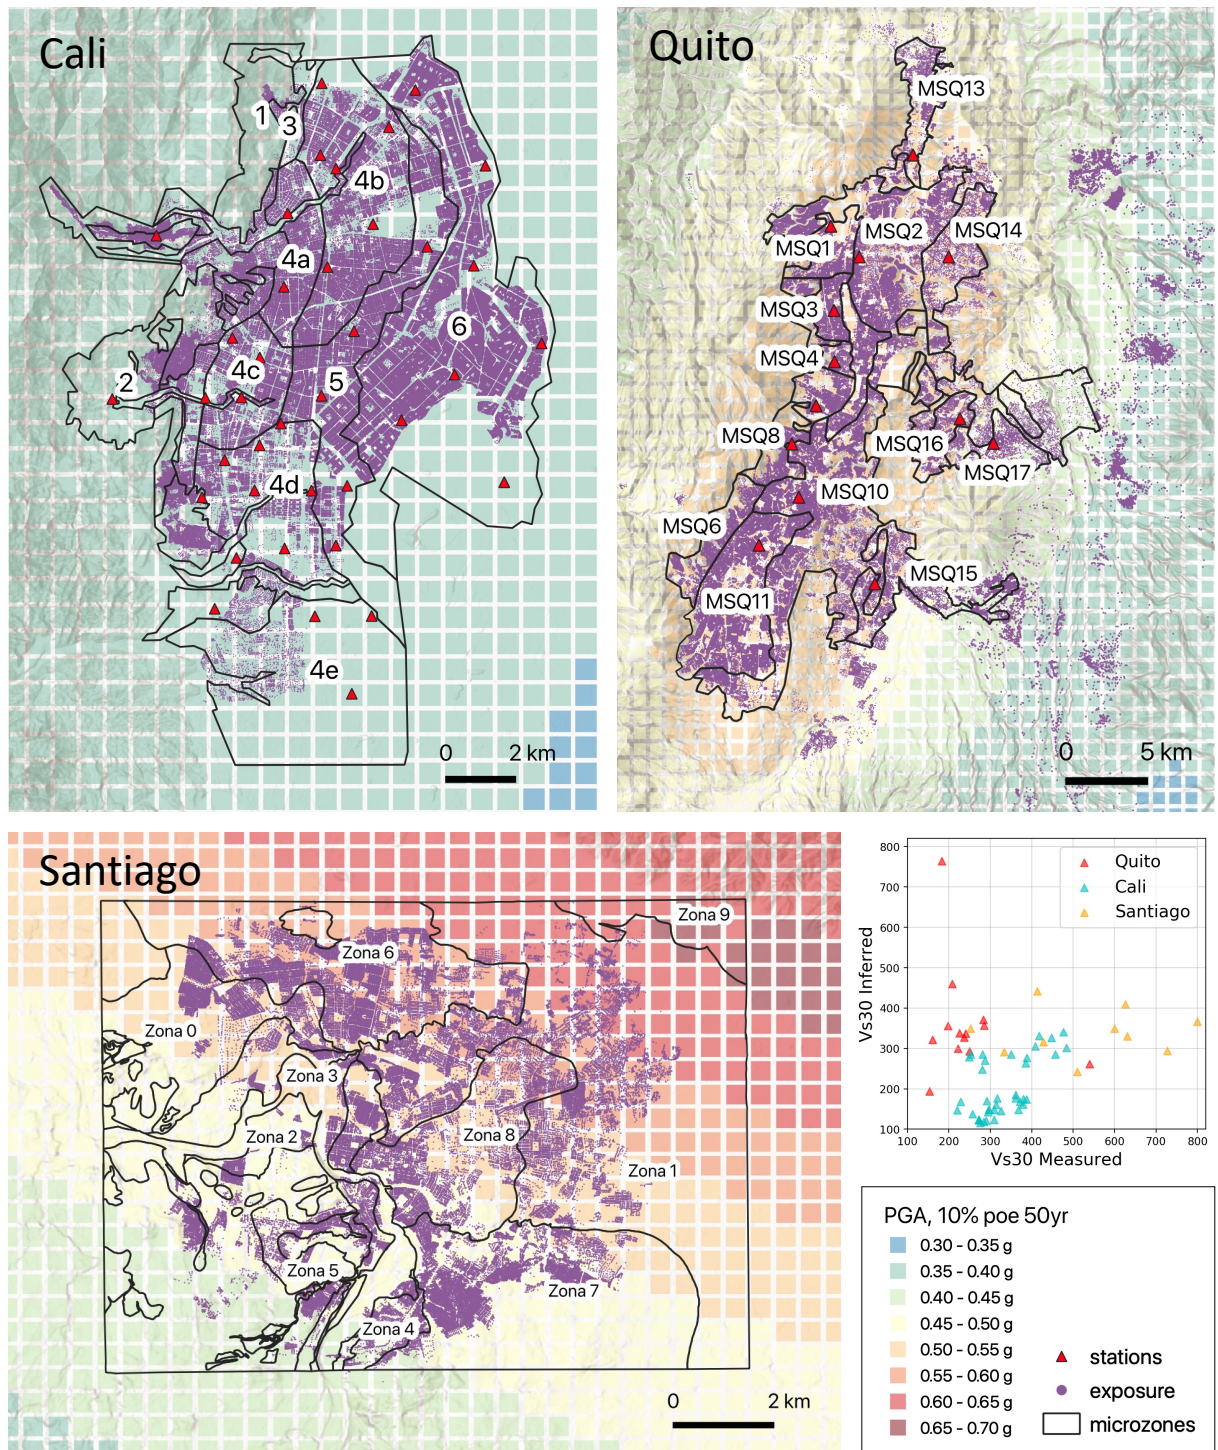 Cali
1
3
4b
4a
6
2
4c
5
4d
4e
0 2 km
Quito
MSQ13
MSQ1
MSQ2
MSQ14
MSQ3
MSQ4
MSQ8
MSQ16
MSQ17
MSQ10
MSQ6
MSQ15
MSQ11
0 5 km
Santiago
Zona 9
Zona 6
Zona 0
Zona 3
Zona 2
Zona 8
Zona 1
Zona 5
Zona 7
Zona 4
0 2 km
Vs30 Inferred
800
700
600
500
400
300
200
100
100 200 300 400 500 600 700 800
Vs30 Measured
Quito
Cali
Santiago
PGA, 10% poe 50yr
0.30 - 0.35 g
0.35 - 0.40 g
0.40 - 0.45 g
0.45 - 0.50 g
0.50 - 0.55 g
0.55 - 0.60 g
0.60 - 0.65 g
0.65 - 0.70 g
stations
exposure
microzones